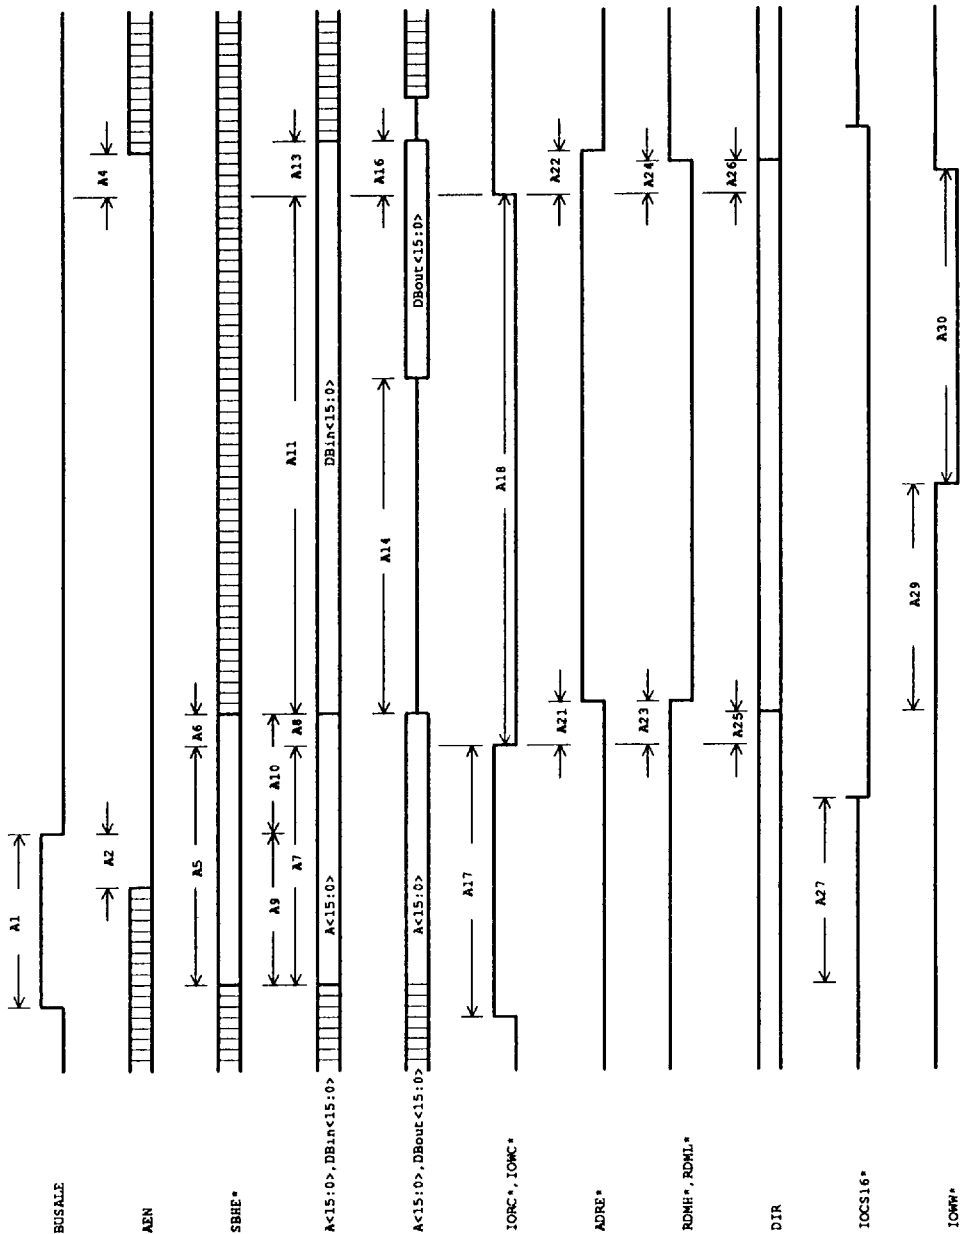 A1
BUSALE
A2 A4
AEN
A5 A6
SBHE*
A9 A10
A7 A8 A11 A13
A<15:0>,DBin<15:0> A<15:0> DBin<15:0>
A14 A16
A<15:0>,DBout<15:0> A<15:0> DBout<15:0>
A17
A18
IORC*, IOWC*
A21 A22
ADRE*
A23 A24
RDMH*, RDML*
A25 A26
DIR
A27
IOCS16*
A29
A30
IOWW*